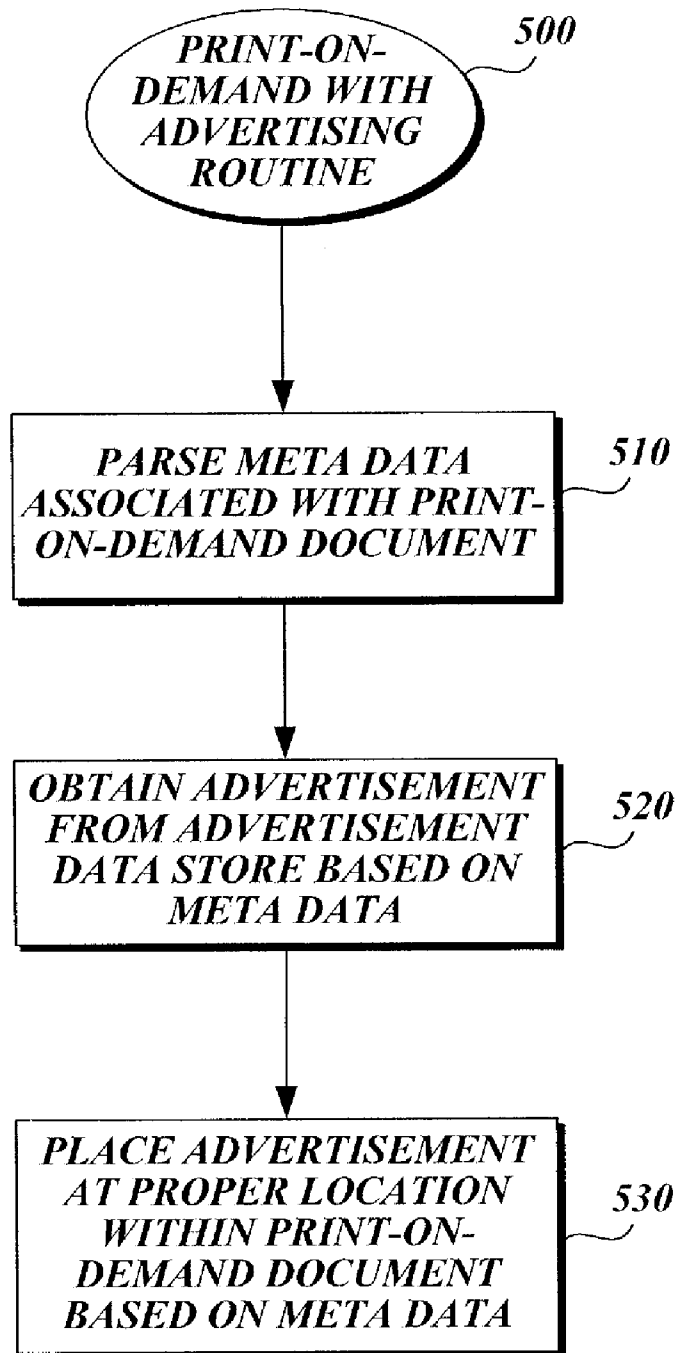 500
PRINT-ON-
DEMAND WITH
ADVERTISING
ROUTINE
PARSE META DATA
ASSOCIATED WITH PRINT-
ON-DEMAND DOCUMENT
510
OBTAIN ADVERTISEMENT
FROM ADVERTISEMENT
DATA STORE BASED ON
META DATA
520
PLACE ADVERTISEMENT
AT PROPER LOCATION
WITHIN PRINT-ON-
DEMAND DOCUMENT
BASED ON META DATA
530